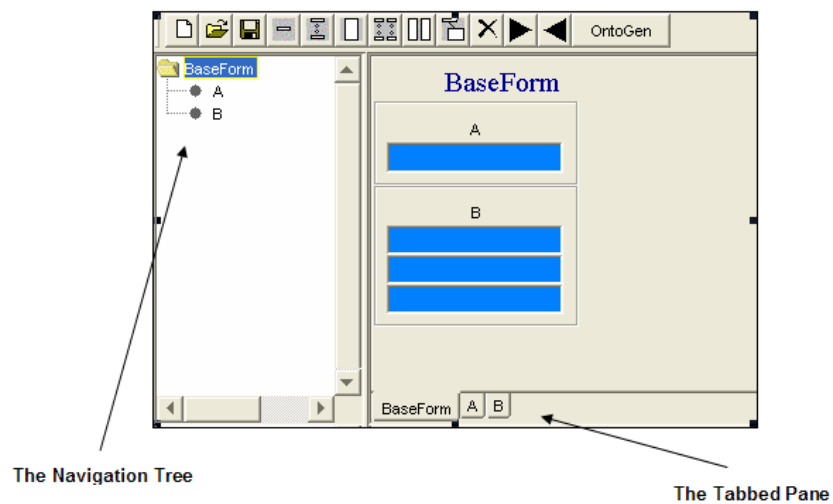 OntoGen
BaseForm
A
B
BaseForm
A
B
BaseForm A B
The Navigation Tree
The Tabbed Pane